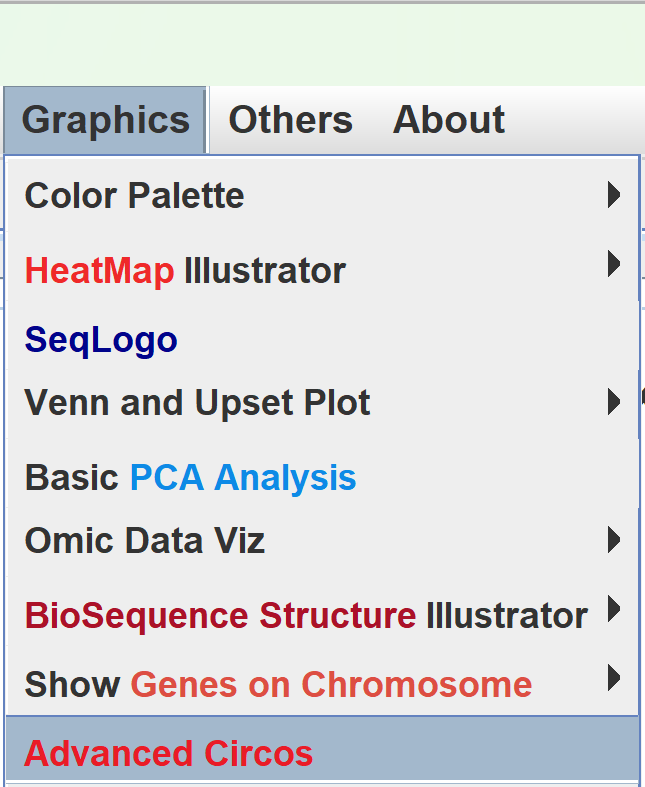 Graphics Others About
Color Palette
HeatMap Illustrator
SeqLogo
Venn and Upset Plot
Basic PCA Analysis
Omic Data Viz
BioSequence Structure Illustrator
Show Genes on Chromosome
Advanced Circos